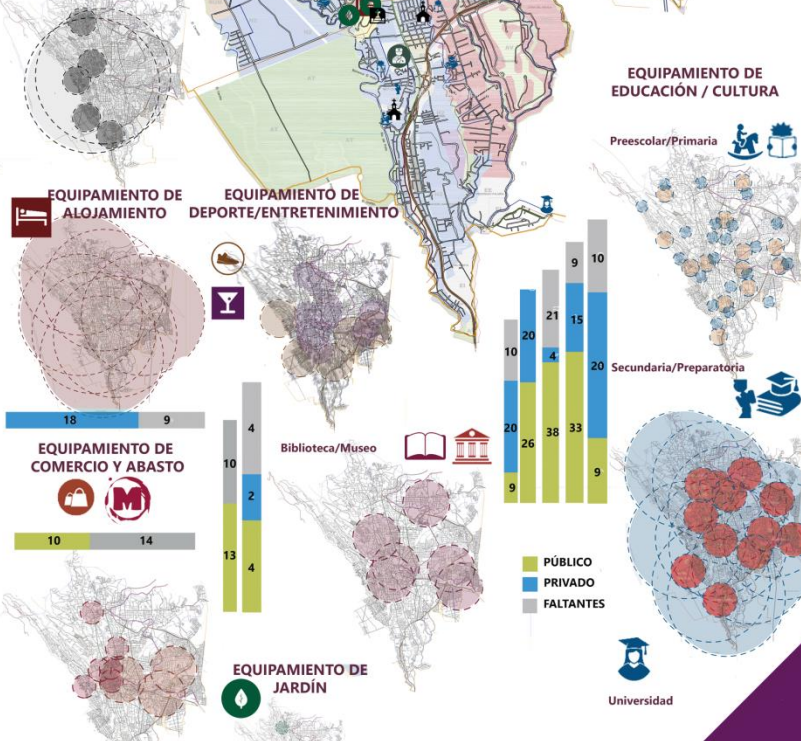 EQUIPAMIENTO DE
EDUCACIÓN / CULTURA
Preescolar/Primaria
EQUIPAMIENTO DE
ALOJAMIENTO
EQUIPAMIENTO DE
DEPORTE/ENTRETENIMIENTO
18
9
EQUIPAMIENTO DE
COMERCIO Y ABASTO
M
10
14
10
13
4
2
4
Biblioteca/Museo
10
20
9
20
26
21
4
38
9
15
33
10
20
9
Secundaria/Preparatoria
PÚBLICO
PRIVADO
FALTANTES
EQUIPAMIENTO DE
JARDÍN
Universidad